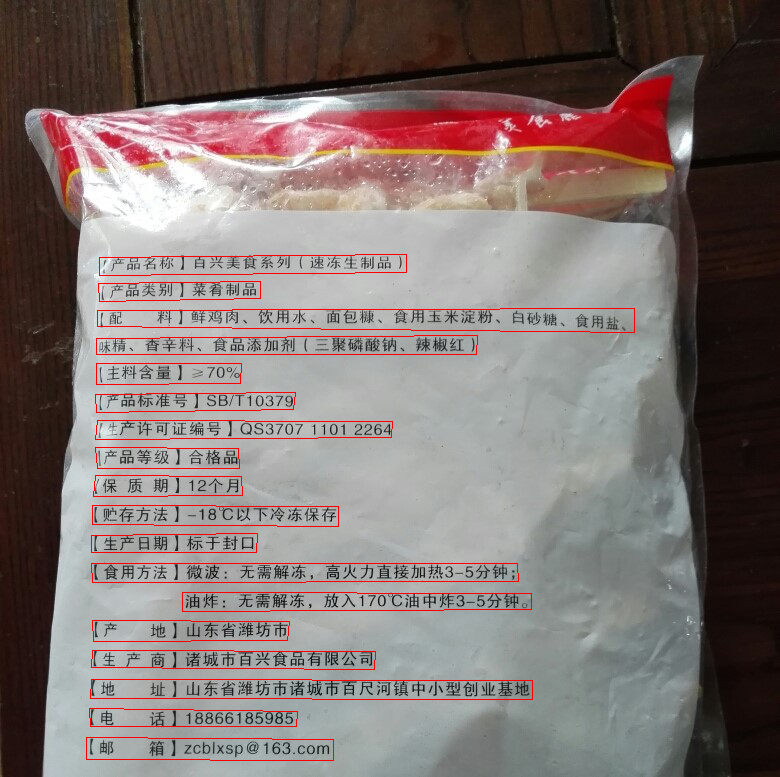 美食
【产品名称】百兴美食系列（速冻生制品）
【产品类别】菜肴制品
【配 料】鲜鸡肉、饮用水、面包糠、食用玉米淀粉、白砂糖、食用盐、
味精、香辛料、食品添加剂（三聚磷酸钠、辣椒红）
【主料含量】≥70%
【产品标准号】SB/T10379
【生产许可证编号】QS3707 1101 2264
【产品等级】合格品
【保 质 期】12个月
【贮存方法】-18℃以下冷冻保存
【生产日期】标于封口
【食用方法】微波：无需解冻，高火力直接加热3-5分钟；
油炸：无需解冻，放入170℃油中炸3-5分钟。
【产 地】山东省潍坊市
【生 产 商】诸城市百兴食品有限公司
【地 址】山东省潍坊市诸城市百尺河镇中小型创业基地
【电 话】18866185985
【邮 箱】zcblxsp@163.com